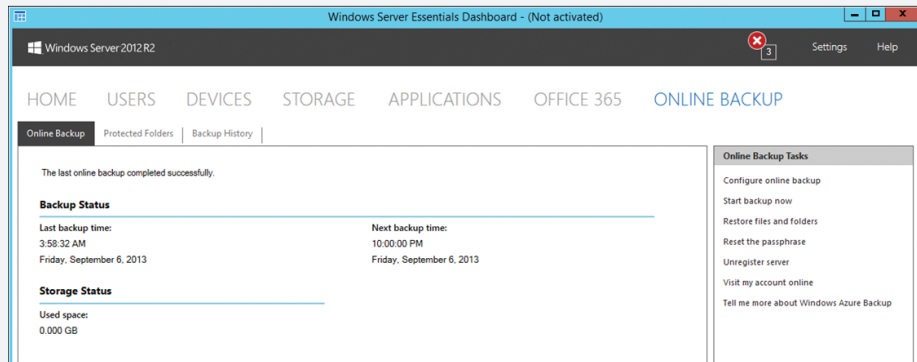 Windows Server Essentials Dashboard - (Not activated)
Windows Server 2012 R2
3
Settings
Help
HOME
USERS
DEVICES
STORAGE
APPLICATIONS
OFFICE 365
ONLINE BACKUP
Online Backup
Protected Folders
Backup History
The last online backup completed successfully.
Backup Status
Last backup time:
3:58:32 AM
Friday, September 6, 2013
Next backup time:
10:00:00 PM
Friday, September 6, 2013
Storage Status
Used space:
0.000 GB
Online Backup Tasks
Configure online backup
Start backup now
Restore files and folders
Reset the passphrase
Unregister server
Visit my account online
Tell me more about Windows Azure Backup